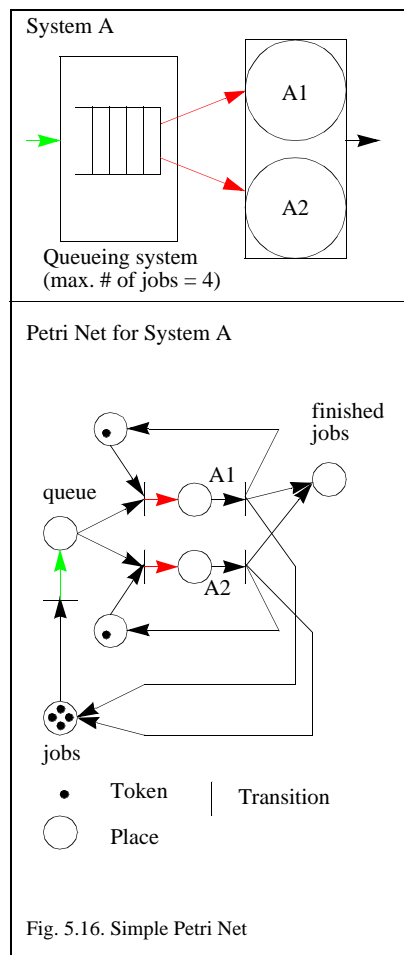 System A
A1
A2
Queueing system
(max. # of jobs = 4)
Petri Net for System A
finished
jobs
A1
queue
A2
jobs
Token
Transition
Place
Fig. 5.16. Simple Petri Net